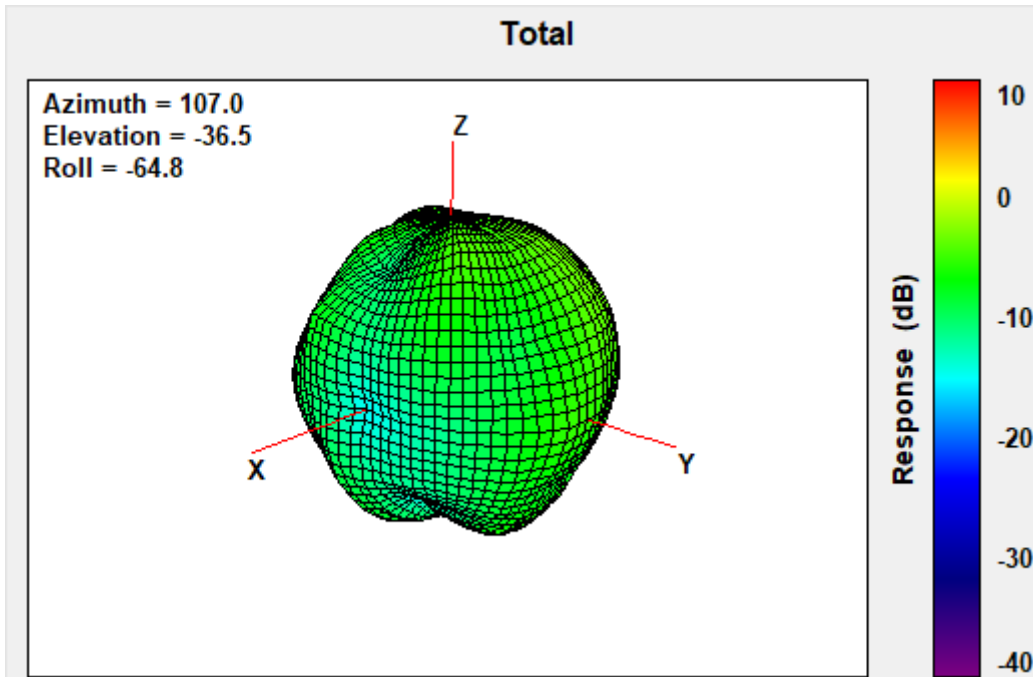 Total
Azimuth = 107.0
Elevation = -36.5
Roll = -64.8
Z
X
Y
10
0
-10
-20
-30
-40
Response (dB)